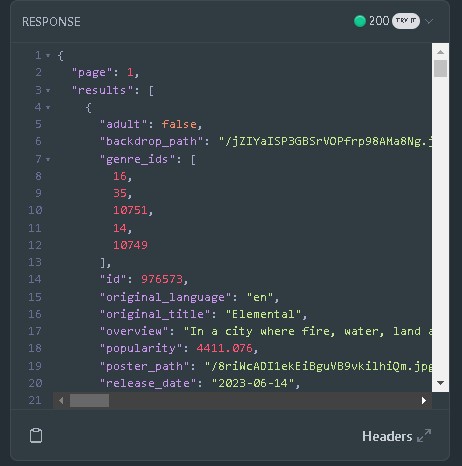 RESPONSE 200 TRY IT
1 {
2 "page": 1,
3 "results": [
4 {
5 "adult": false,
6 "backdrop_path": "/jZIYaISP3GBSrVOPfrp98AMa8Ng.j
7 "genre_ids": [
8 16,
9 35,
10 10751,
11 14,
12 10749
13 ],
14 "id": 976573,
15 "original_language": "en",
16 "original_title": "Elemental",
17 "overview": "In a city where fire, water, land a
18 "popularity": 4411.076,
19 "poster_path": "/8riWcADI1ekEiBguVB9vkilhiQm.jpg
20 "release_date": "2023-06-14",
21
Headers